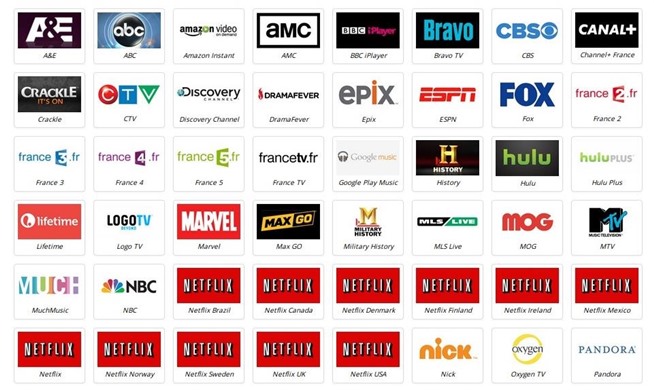 A&E abc amazon video on demand AMC BBC iPlayer Bravo CBS CANAL+
A&E ABC Amazon Instant AMC BBC iPlayer Bravo TV CBS Channel+ France
CRACKLE IT'S ON CTV Discovery CHANNEL DRAMAFEVER epix ESPN FOX france 2.fr
Crackle CTV Discovery Channel DramaFever Epix ESPN Fox France 2
france 3.fr france 4.fr france 5.fr francetv.fr Google music H HISTORY hulu huluPLUS
France 3 France 4 France 5 France TV Google Play Music History Hulu Hulu Plus
lifetime LOGOTV BEYOND MARVEL MAX GO M MILITARY HISTORY MLS LIVE MOG MTV MUSIC TELEVISION
Lifetime Logo TV Marvel Max GO Military History MLS Live MOG MTV
MUCH NBC NETFLIX NETFLIX NETFLIX NETFLIX NETFLIX NETFLIX
MuchMusic NBC Netflix Brazil Netflix Canada Netflix Denmark Netflix Finland Netflix Ireland Netflix Mexico
NETFLIX NETFLIX NETFLIX NETFLIX NETFLIX nick oxygen TV PANDORA
Netflix Netflix Norway Netflix Sweden Netflix UK Netflix USA Nick Oxygen TV Pandora